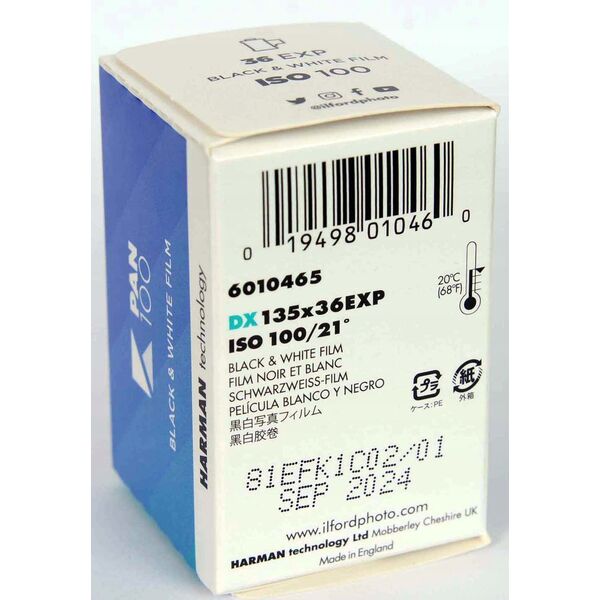 36 EXP
BLACK & WHITE FILM
ISO 100
@ilfordphoto
PAN
100
BLACK & WHITE FILM
HARMAN technology
0 19498 01046 0
6010465
DX 135x36EXP
ISO 100/21°
BLACK & WHITE FILM
FILM NOIR ET BLANC
SCHWARZWEISS-FILM
PELÍCULA BLANCO Y NEGRO
黒白写真フィルム
黑白胶卷
20°C
(68°F)
プラ
ケース:PE
紙
外箱
81EFK1C02/01
SEP 2024
www.ilfordphoto.com
HARMAN technology Ltd Mobberley Cheshire UK
Made in England